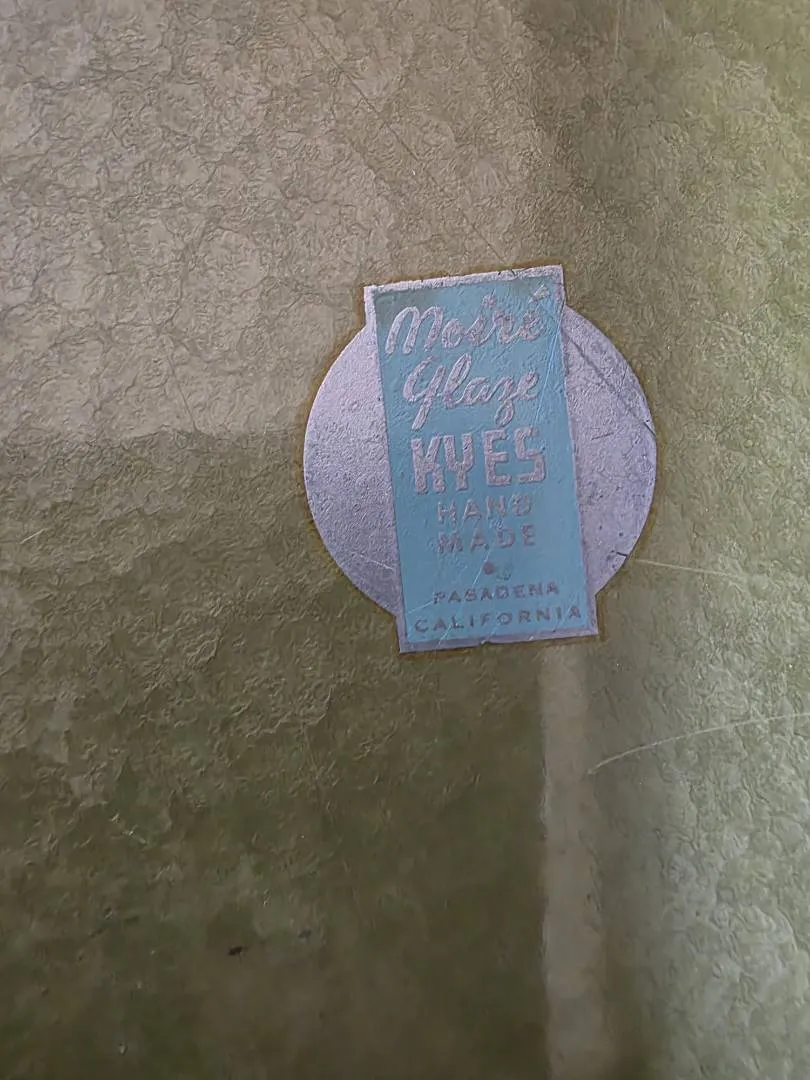 Moiré
Glaze
KYES
HAND
MADE
PASADENA
CALIFORNIA